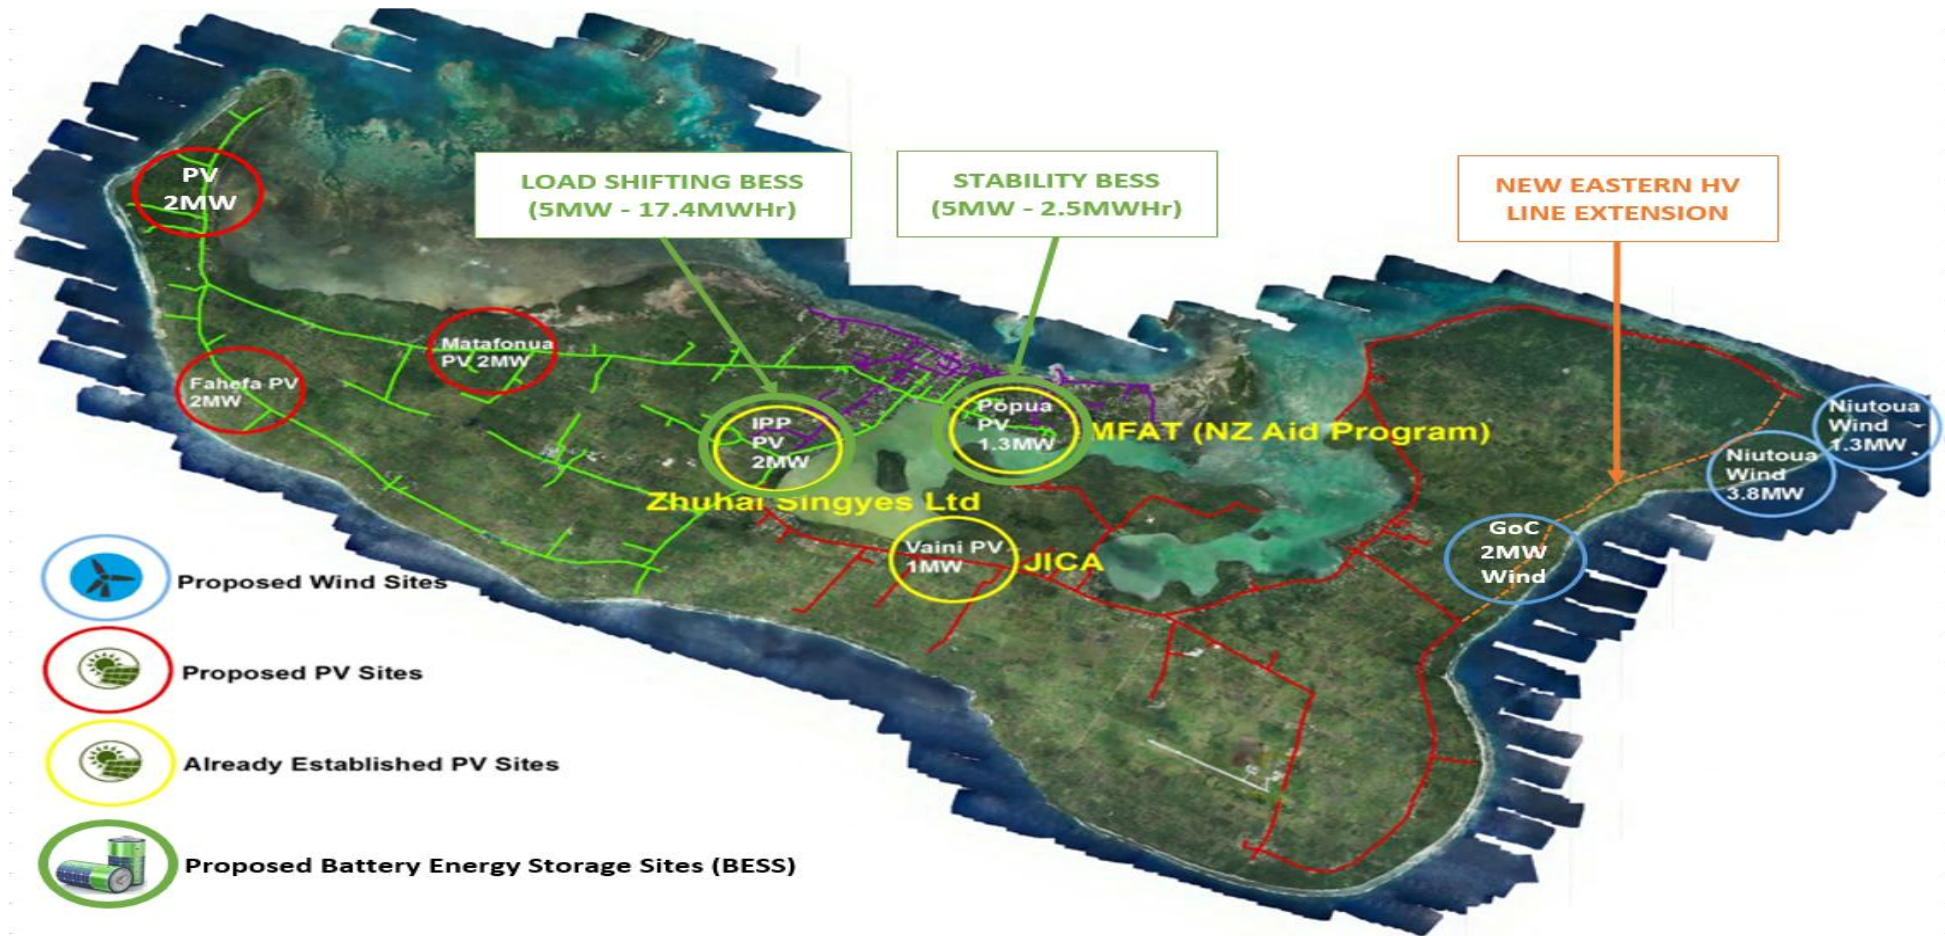 PV
2MW
LOAD SHIFTING BESS
(5MW - 17.4MWHr)
STABILITY BESS
(5MW - 2.5MWHr)
NEW EASTERN HV
LINE EXTENSION
Matafonua
PV 2MW
Fahefa PV
2MW
IPP
PV
2MW
Popua
PV
1.3MW
MFAT (NZ Aid Program)
Niutoua
Wind
1.3MW
Niutoua
Wind
3.8MW
Zhuhai Singyes Ltd
GoC
2MW
Wind
Vaini PV
1MW
JICA
Proposed Wind Sites
Proposed PV Sites
Already Established PV Sites
Proposed Battery Energy Storage Sites (BESS)